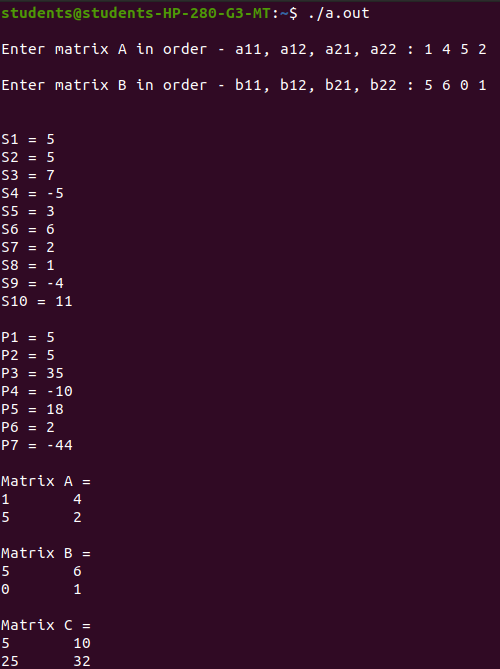 students@students-HP-280-G3-MT:~$ ./a.out
Enter matrix A in order - a11, a12, a21, a22 : 1 4 5 2
Enter matrix B in order - b11, b12, b21, b22 : 5 6 0 1
S1 = 5
S2 = 5
S3 = 7
S4 = -5
S5 = 3
S6 = 6
S7 = 2
S8 = 1
S9 = -4
S10 = 11
P1 = 5
P2 = 5
P3 = 35
P4 = -10
P5 = 18
P6 = 2
P7 = -44
Matrix A =
1 4
5 2
Matrix B =
5 6
0 1
Matrix C =
5 10
25 32